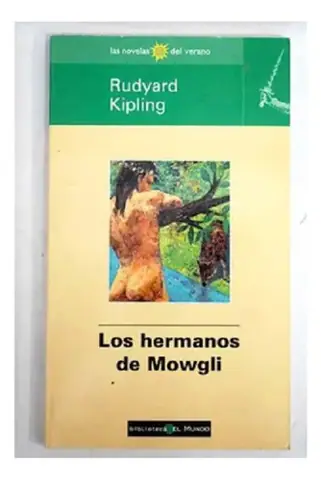 las novelas del verano
Rudyard
Kipling
Los hermanos
de Mowgli
BIBLIOTECA EL MUNDO